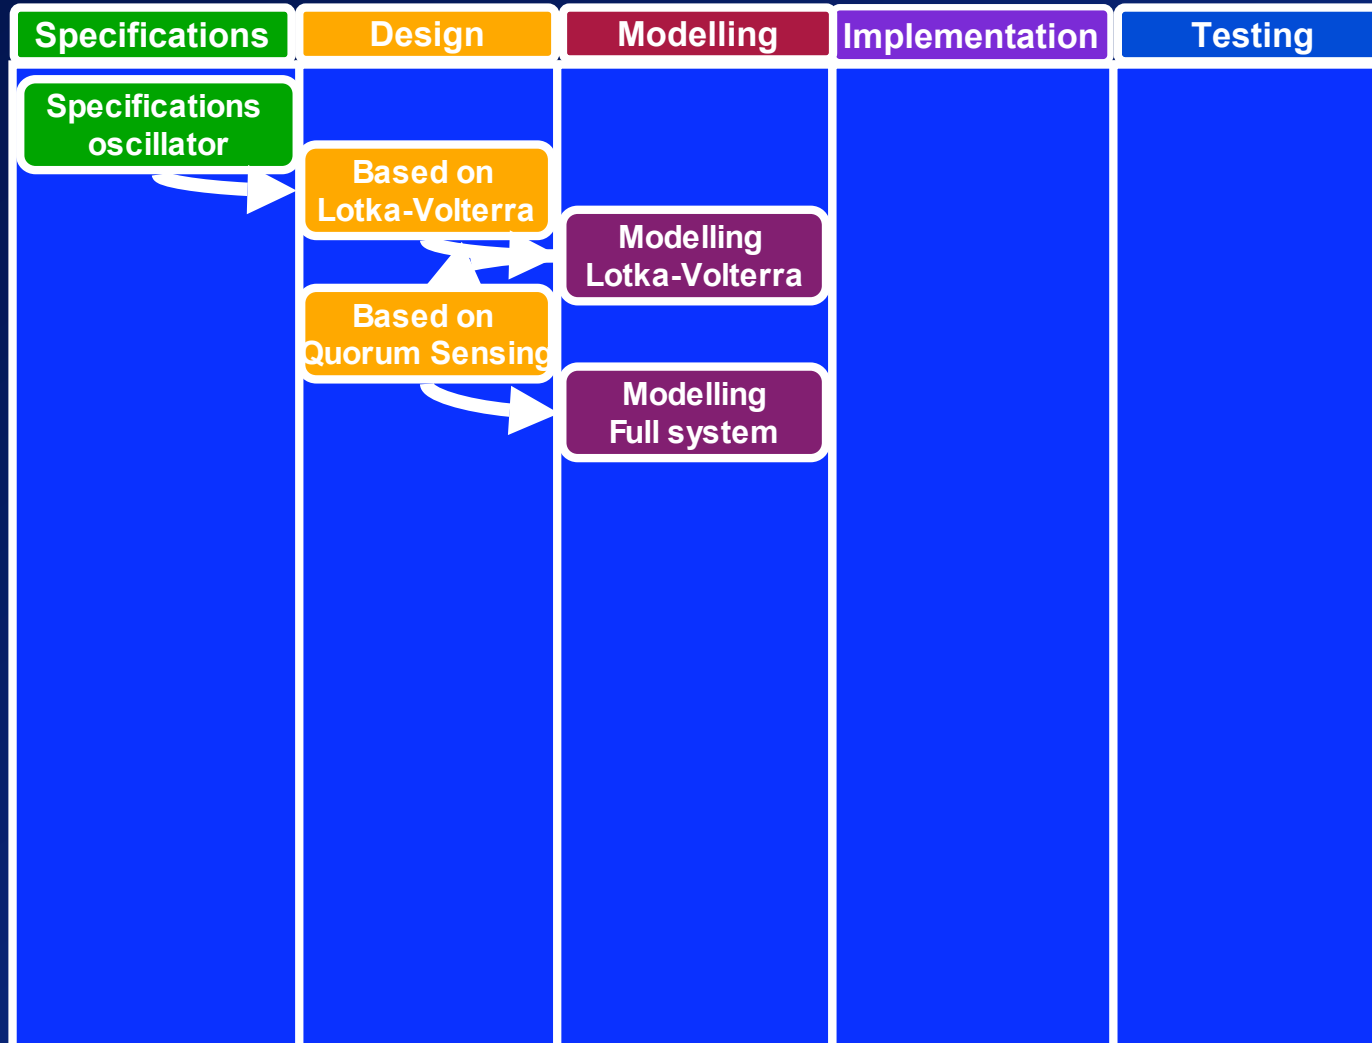 Specifications
Design
Modelling
Implementation
Testing
Specifications
oscillator
Based on
Lotka-Volterra
Modelling
Lotka-Volterra
Based on
Quorum Sensing
Modelling
Full system